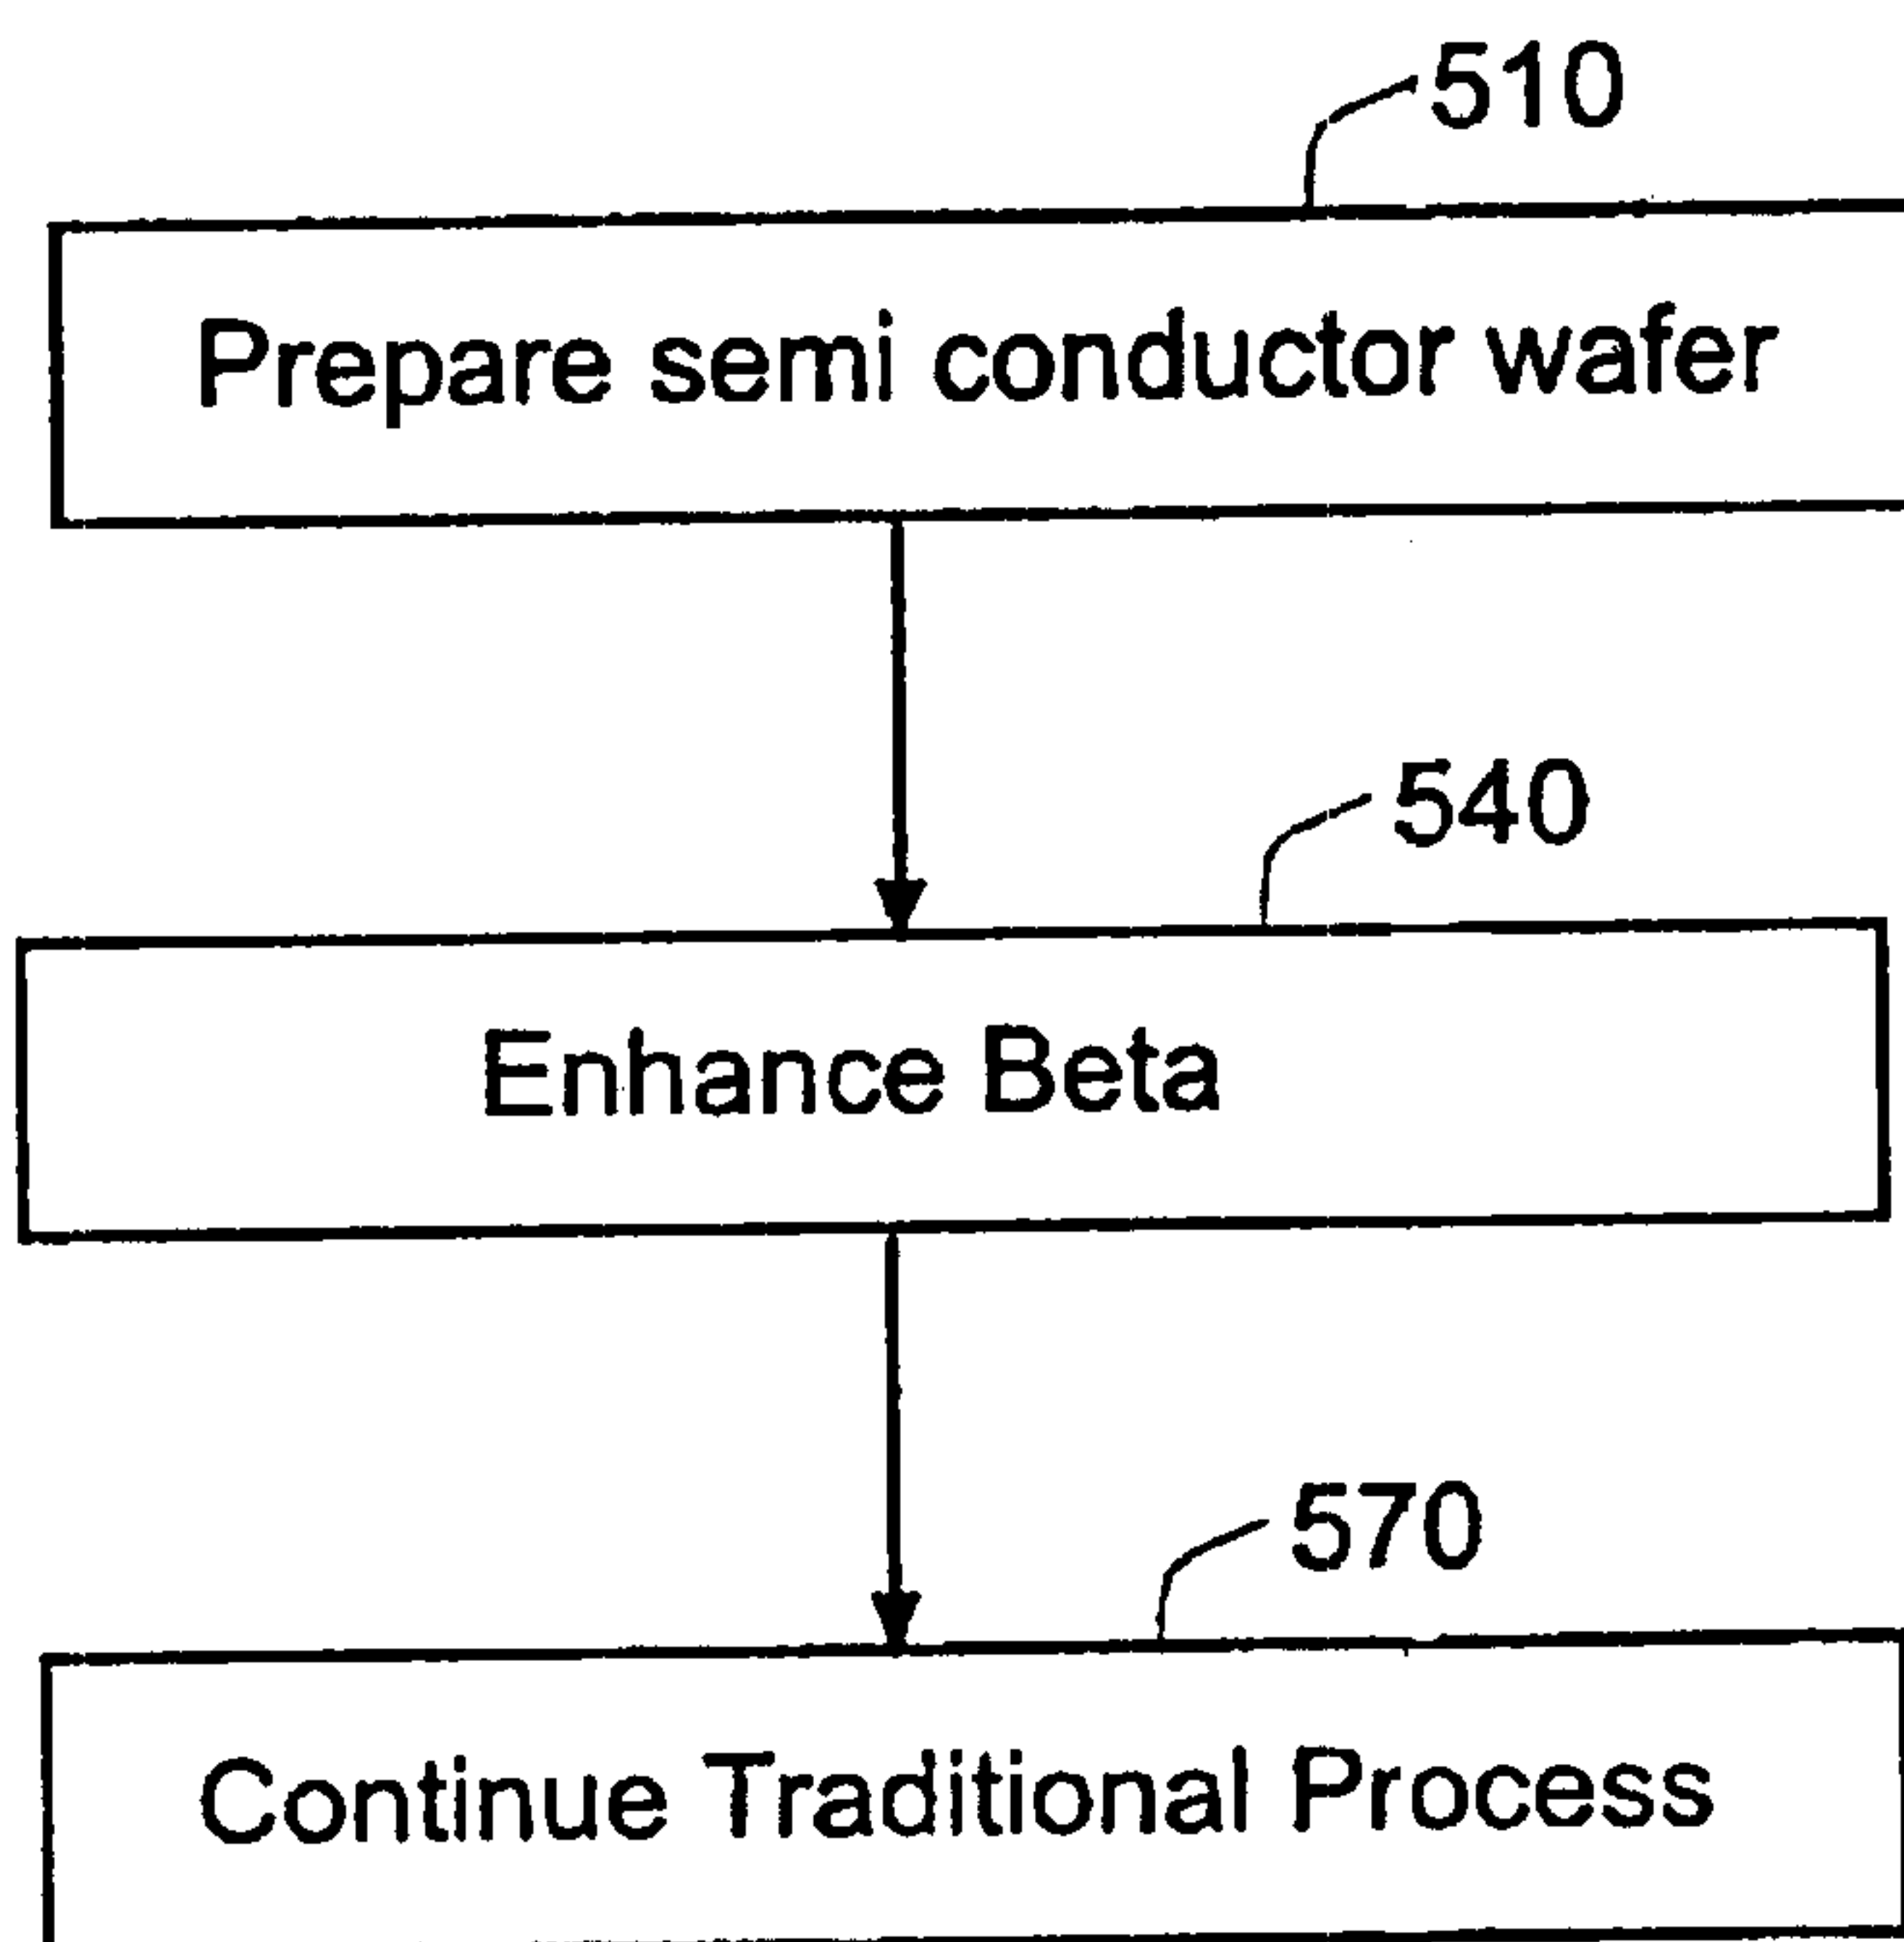 510
Prepare semi conductor wafer
540
Enhance Beta
570
Continue Traditional Process